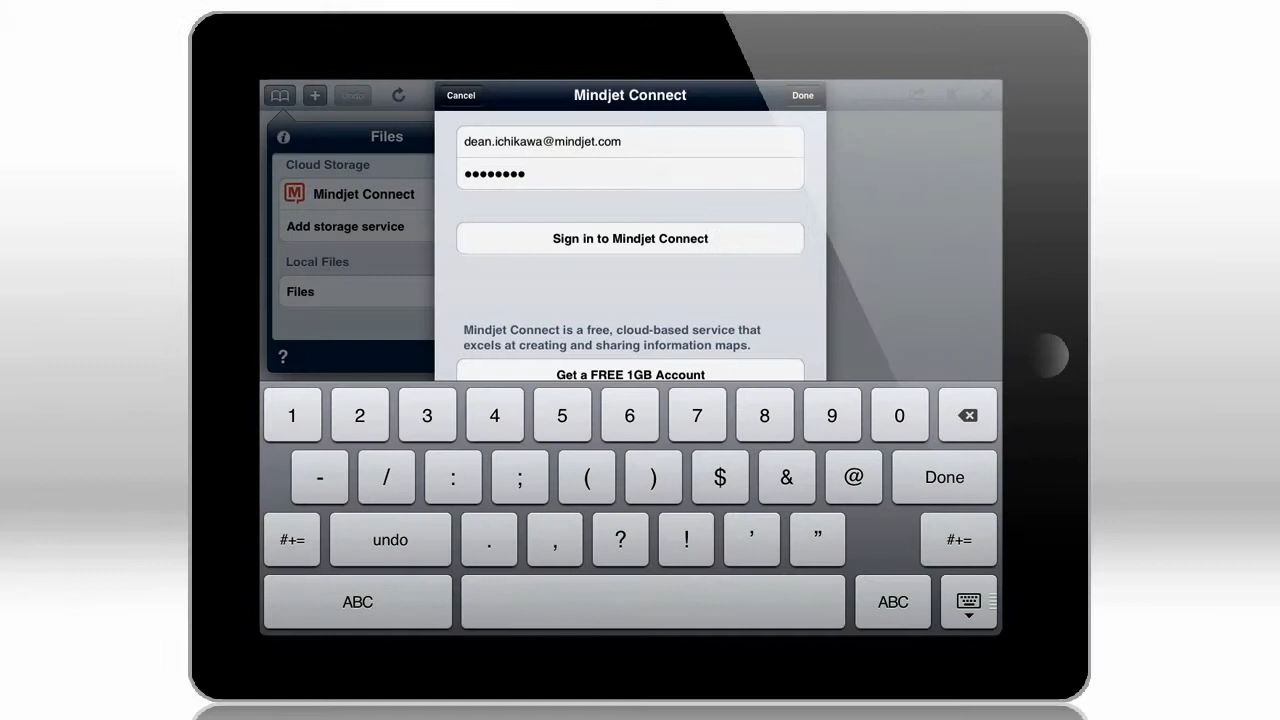 Undo
Cancel
Mindjet Connect
Done
Files
dean.ichikawa@mindjet.com
••••••••
Cloud Storage
M
Mindjet Connect
Add storage service
Sign in to Mindjet Connect
Local Files
Files
?
Mindjet Connect is a free, cloud-based service that
excels at creating and sharing information maps.
Get a FREE 1GB Account
1 2 3 4 5 6 7 8 9 0
- / : ; ( ) $ & @ Done
#+= undo . , ? ! ’ ” #+=
ABC ABC